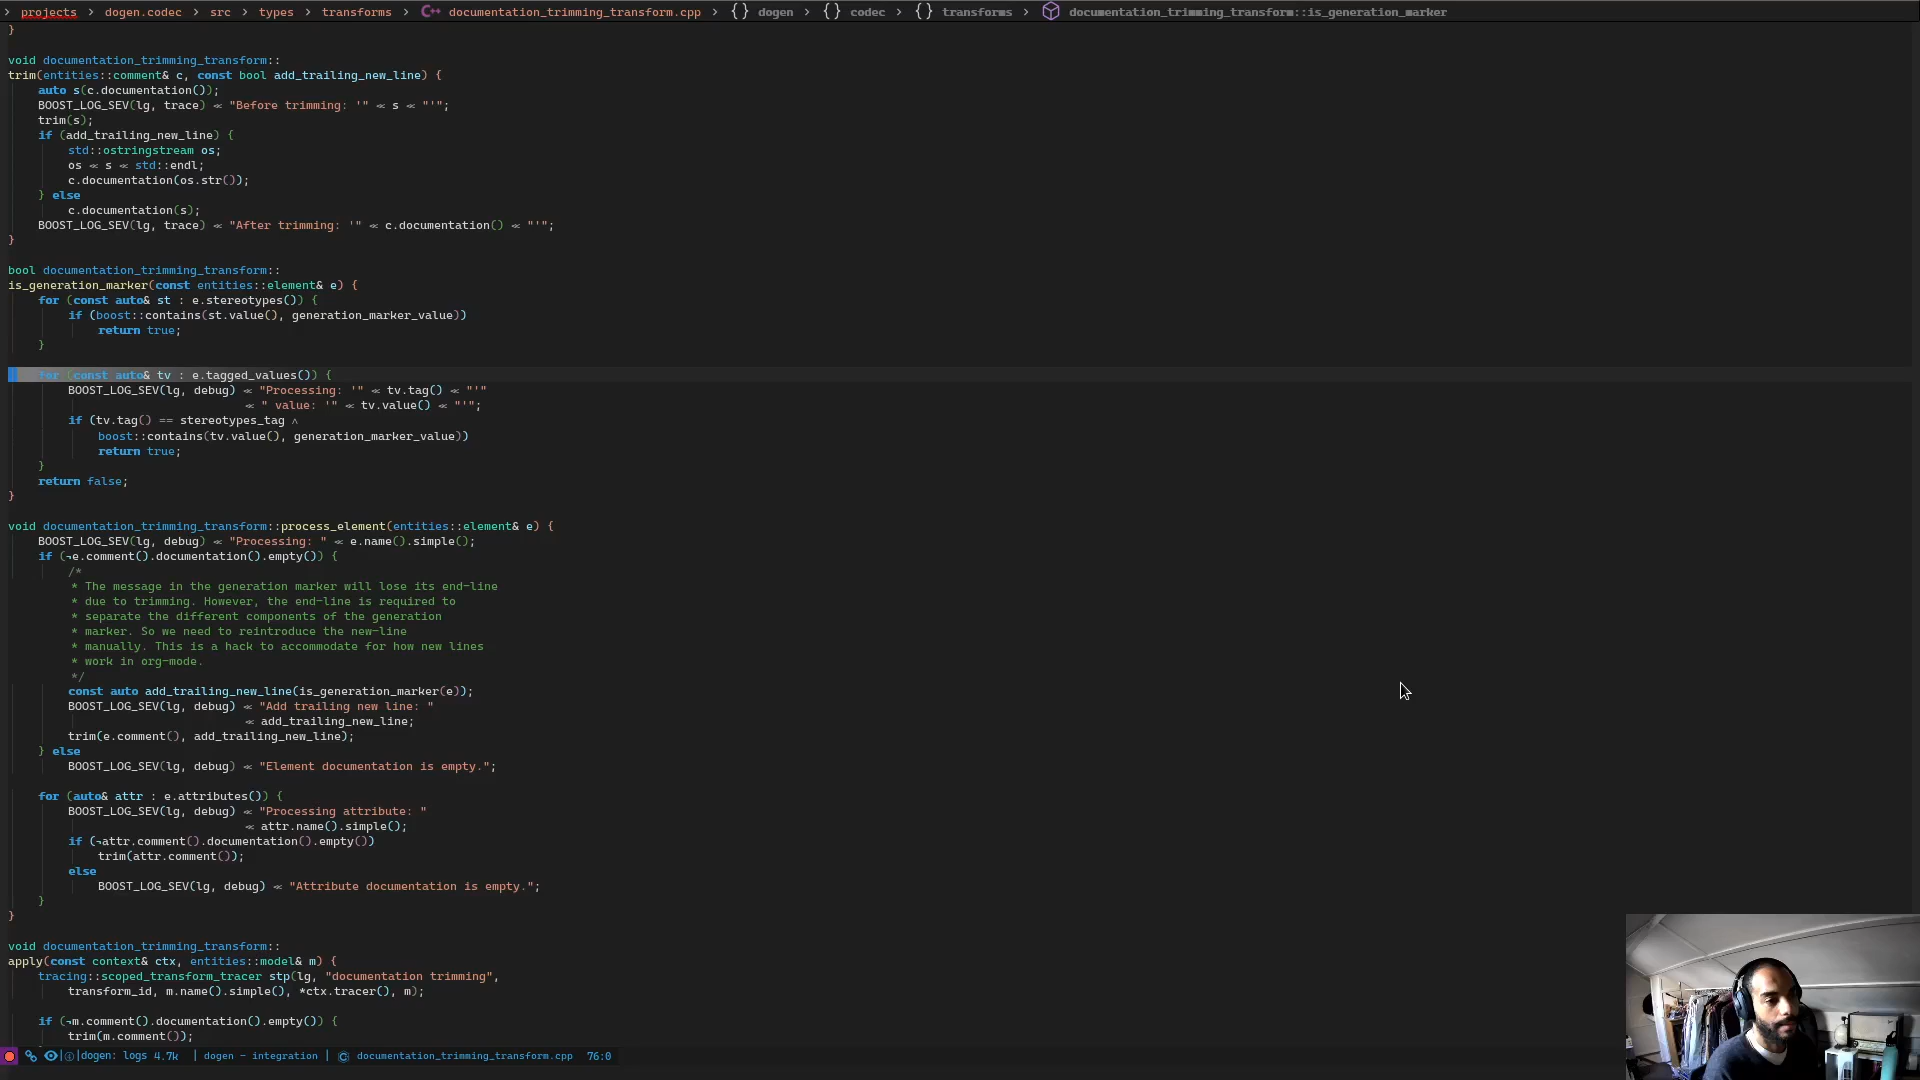 projects > dogen.codec > src > types > transforms > C++ documentation_trimming_transform.cpp > {} dogen > {} codec > {} transforms > documentation_trimming_transform::is_generation_marker
}
void documentation_trimming_transform::
trim(entities::comment& c, const bool add_trailing_new_line) {
auto s(c.documentation());
BOOST_LOG_SEV(lg, trace) ≪ "Before trimming: '" ≪ s ≪ "'";
trim(s);
if (add_trailing_new_line) {
std::ostringstream os;
os ≪ s ≪ std::endl;
c.documentation(os.str());
} else
c.documentation(s);
BOOST_LOG_SEV(lg, trace) ≪ "After trimming: '" ≪ c.documentation() ≪ "'";
}
bool documentation_trimming_transform::
is_generation_marker(const entities::element& e) {
for (const auto& st : e.stereotypes()) {
if (boost::contains(st.value(), generation_marker_value))
return true;
}
for (const auto& tv : e.tagged_values()) {
BOOST_LOG_SEV(lg, debug) ≪ "Processing: '" ≪ tv.tag() ≪ "'"
≪ " value: '" ≪ tv.value() ≪ "'";
if (tv.tag() == stereotypes_tag ∧
boost::contains(tv.value(), generation_marker_value))
return true;
}
return false;
}
void documentation_trimming_transform::process_element(entities::element& e) {
BOOST_LOG_SEV(lg, debug) ≪ "Processing: " ≪ e.name().simple();
if (¬e.comment().documentation().empty()) {
/*
* The message in the generation marker will lose its end-line
* due to trimming. However, the end-line is required to
* separate the different components of the generation
* marker. So we need to reintroduce the new-line
* manually. This is a hack to accommodate for how new lines
* work in org-mode.
*/
const auto add_trailing_new_line(is_generation_marker(e));
BOOST_LOG_SEV(lg, debug) ≪ "Add trailing new line: "
≪ add_trailing_new_line;
trim(e.comment(), add_trailing_new_line);
} else
BOOST_LOG_SEV(lg, debug) ≪ "Element documentation is empty.";
for (auto& attr : e.attributes()) {
BOOST_LOG_SEV(lg, debug) ≪ "Processing attribute: "
≪ attr.name().simple();
if (¬attr.comment().documentation().empty())
trim(attr.comment());
else
BOOST_LOG_SEV(lg, debug) ≪ "Attribute documentation is empty.";
}
}
void documentation_trimming_transform::
apply(const context& ctx, entities::model& m) {
tracing::scoped_transform_tracer stp(lg, "documentation trimming",
transform_id, m.name().simple(), *ctx.tracer(), m);
if (¬m.comment().documentation().empty()) {
trim(m.comment());
dogen: logs 4.7k | dogen - integration | documentation_trimming_transform.cpp 76:0